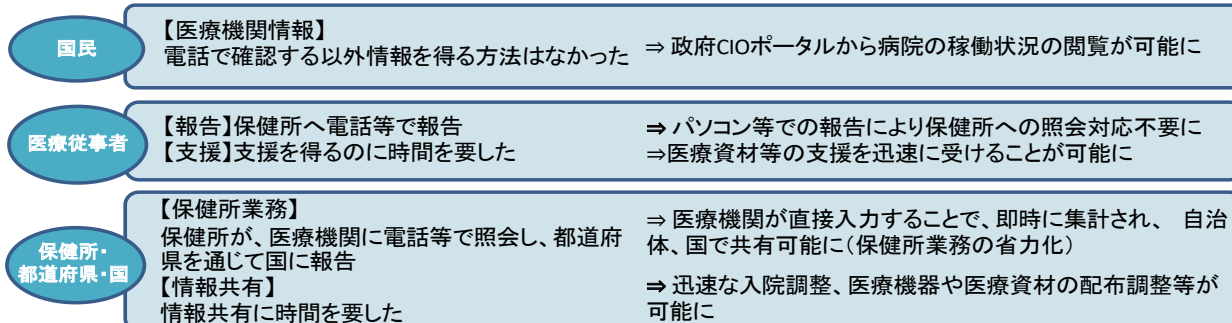 国民
【医療機関情報】
電話で確認する以外情報を得る方法はなかった
⇒ 政府CIOポータルから病院の稼働状況の閲覧が可能に
医療従事者
【報告】保健所へ電話等で報告
【支援】支援を得るのに時間を要した
⇒ パソコン等での報告により保健所への照会対応不要に
⇒医療資材等の支援を迅速に受けることが可能に
保健所・
都道府県・国
【保健所業務】
保健所が、医療機関に電話等で照会し、都道府
県を通じて国に報告
【情報共有】
情報共有に時間を要した
⇒ 医療機関が直接入力することで、即時に集計され、 自治
体、国で共有可能に（保健所業務の省力化）
⇒ 迅速な入院調整、医療機器や医療資材の配布調整等が
可能に